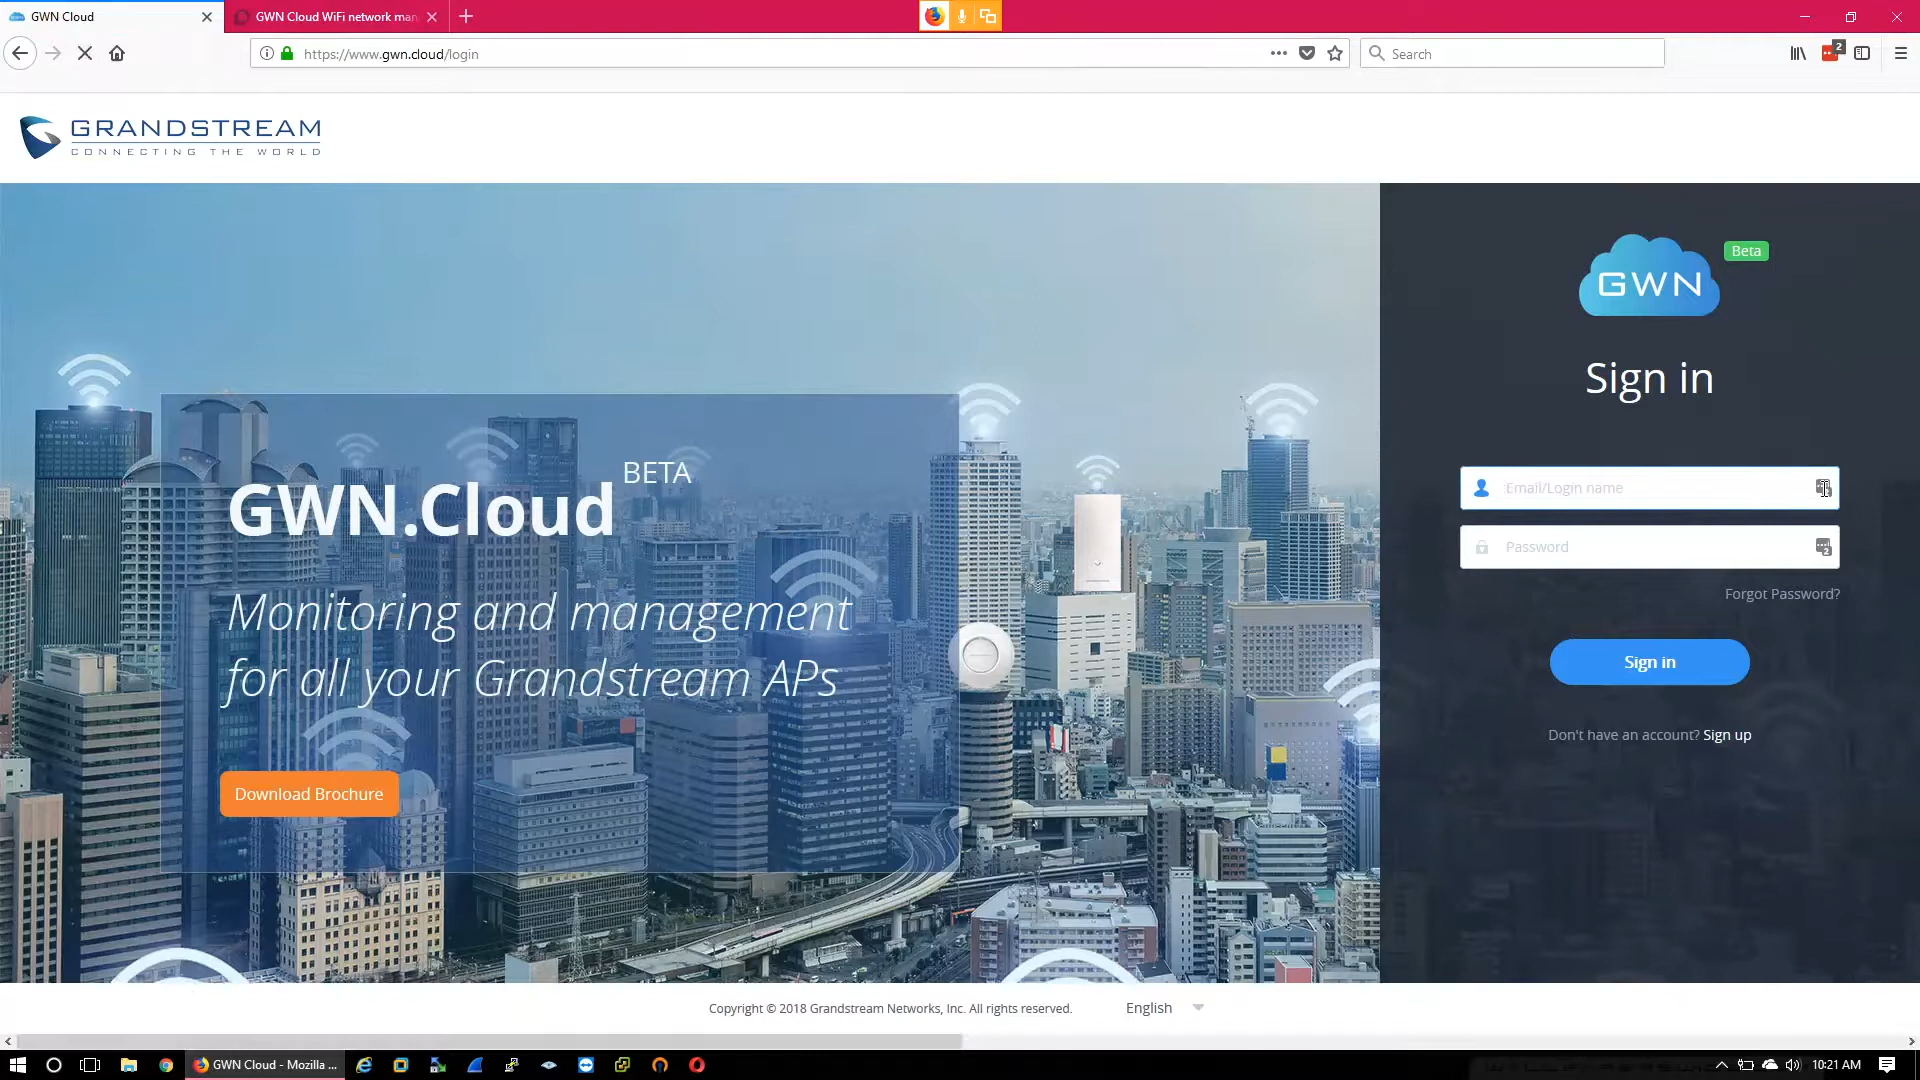 GWN Cloud
GWN Cloud WiFi network man
https://www.gwn.cloud/login
Search
2
GRANDSTREAM
CONNECTING THE WORLD
GWN
Beta
Sign in
Email/Login name
Password
2
Forgot Password?
Sign in
Don't have an account? Sign up
GWN.Cloud BETA
Monitoring and management
for all your Grandstream APs
Download Brochure
Copyright © 2018 Grandstream Networks, Inc. All rights reserved.
English
GWN Cloud - Mozilla ...
10:21 AM